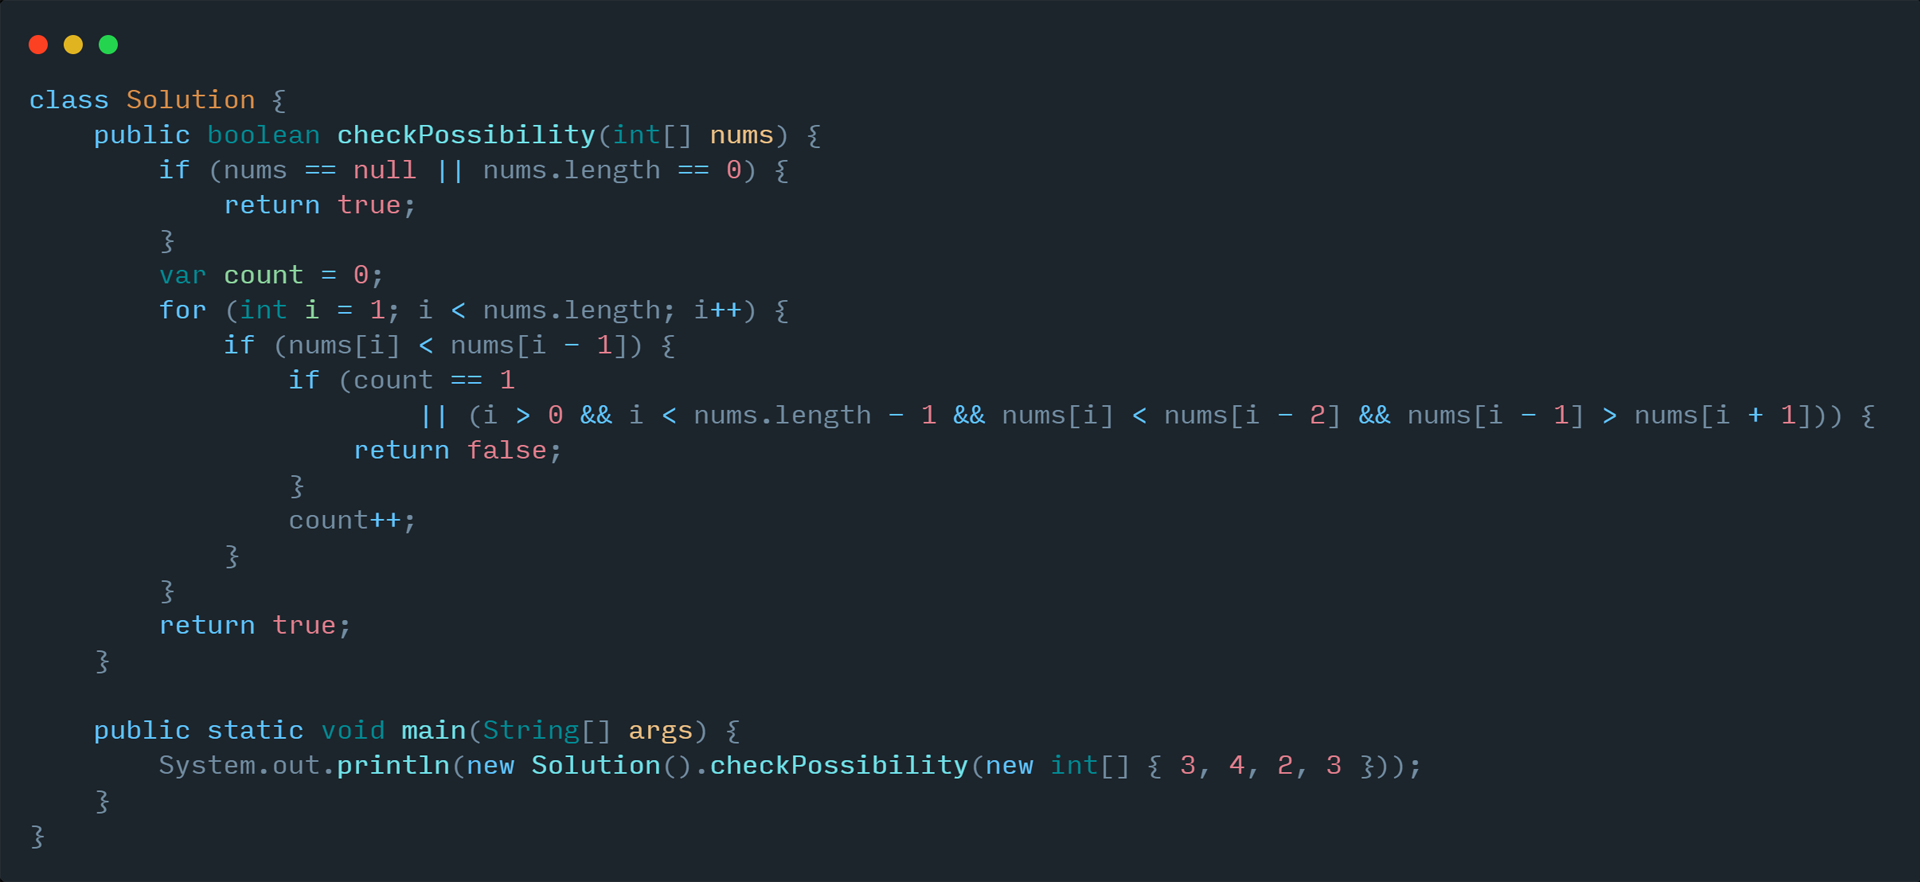 class Solution {
    public boolean checkPossibility(int[] nums) {
        if (nums == null || nums.length == 0) {
            return true;
        }
        var count = 0;
        for (int i = 1; i < nums.length; i++) {
            if (nums[i] < nums[i - 1]) {
                if (count == 1
                        || (i > 0 && i < nums.length - 1 && nums[i] < nums[i - 2] && nums[i - 1] > nums[i + 1])) {
                    return false;
                }
                count++;
            }
        }
        return true;
    }

    public static void main(String[] args) {
        System.out.println(new Solution().checkPossibility(new int[] { 3, 4, 2, 3 }));
    }
}